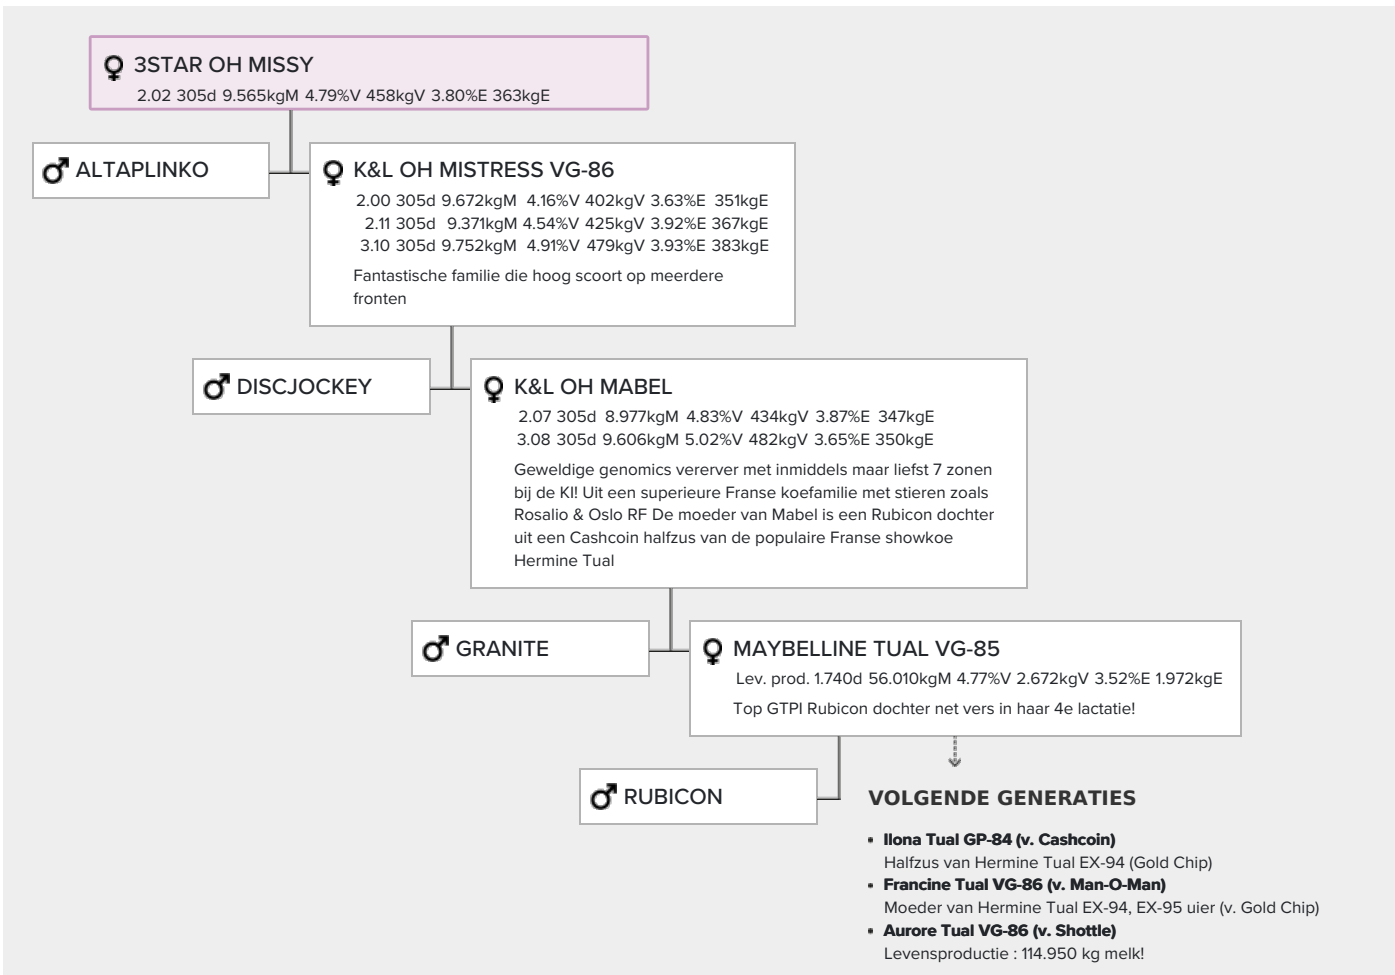 3STAR OH MISSY
2.02 305d 9.565kgM 4.79%V 458kgV 3.80%E 363kgE
ALTAPLINKO
K&L OH MISTRESS VG-86
2.00 305d 9.672kgM 4.16%V 402kgV 3.63%E 351kgE
2.11 305d 9.371kgM 4.54%V 425kgV 3.92%E 367kgE
3.10 305d 9.752kgM 4.91%V 479kgV 3.93%E 383kgE
Fantastische familie die hoog scoort op meerdere
fronten
DISCJOCKEY
K&L OH MABEL
2.07 305d 8.977kgM 4.83%V 434kgV 3.87%E 347kgE
3.08 305d 9.606kgM 5.02%V 482kgV 3.65%E 350kgE
Geweldige genomics vererver met inmiddels maar liefst 7 zonen
bij de KI! Uit een superieure Franse koefamilie met stieren zoals
Rosalio & Oslo RF De moeder van Mabel is een Rubicon dochter
uit een Cashcoin halfzus van de populaire Franse showkoe
Hermine Tual
GRANITE
MAYBELLINE TUAL VG-85
Lev. prod. 1.740d 56.010kgM 4.77%V 2.672kgV 3.52%E 1.972kgE
Top GTPI Rubicon dochter net vers in haar 4e lactatie!
RUBICON
VOLGENDE GENERATIES
• Ilona Tual GP-84 (v. Cashcoin)
Halfzus van Hermine Tual EX-94 (Gold Chip)
• Francine Tual VG-86 (v. Man-O-Man)
Moeder van Hermine Tual EX-94, EX-95 uier (v. Gold Chip)
• Aurore Tual VG-86 (v. Shottle)
Levensproductie : 114.950 kg melk!